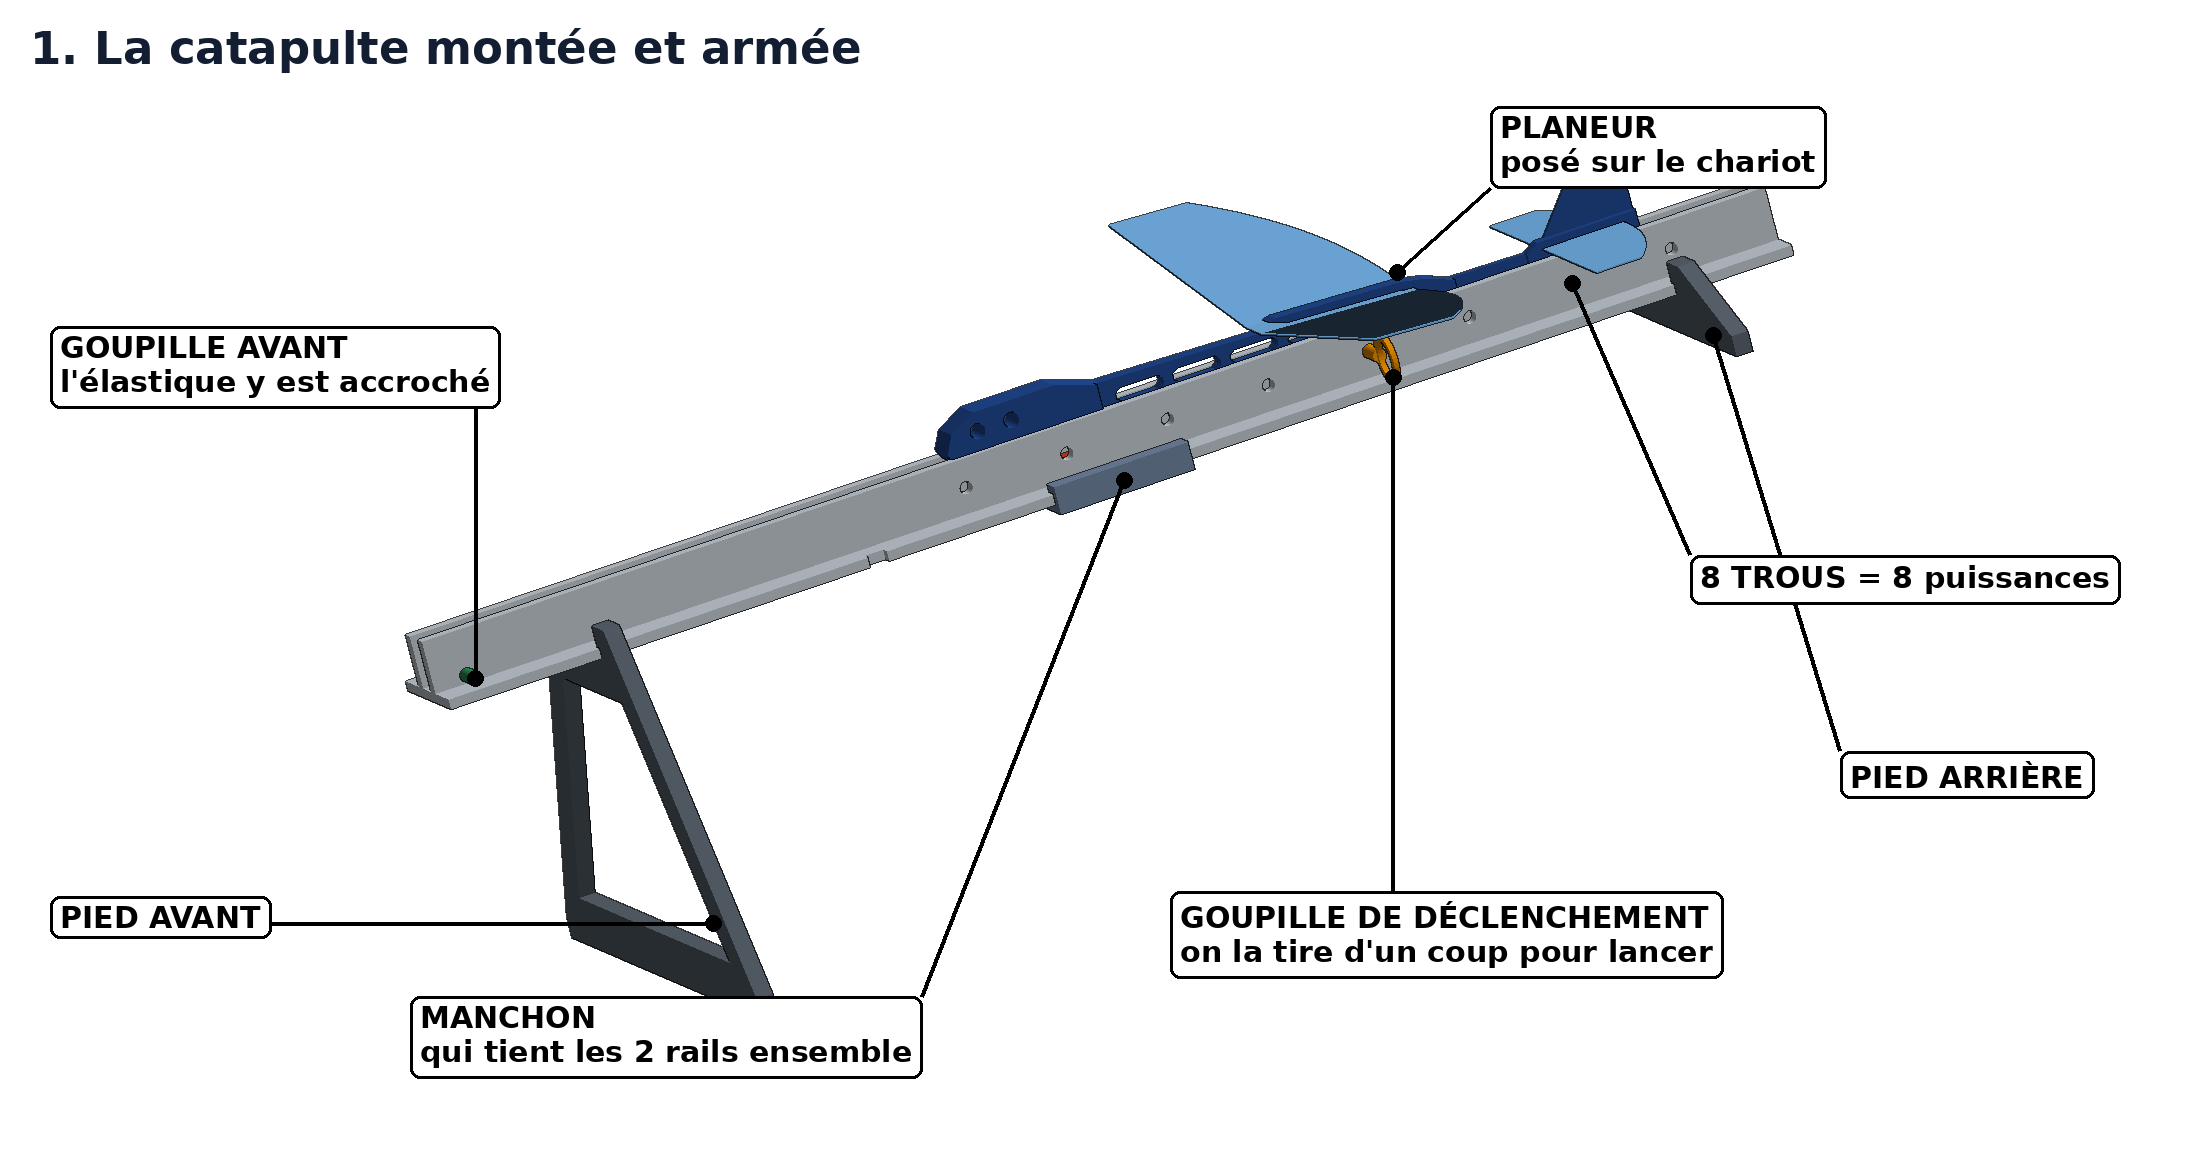 1. La catapulte montée et armée
PLANEUR
posé sur le chariot
GOUPILLE AVANT
l'élastique y est accroché
8 TROUS = 8 puissances
PIED ARRIÈRE
PIED AVANT
GOUPILLE DE DÉCLENCHEMENT
on la tire d'un coup pour lancer
MANCHON
qui tient les 2 rails ensemble